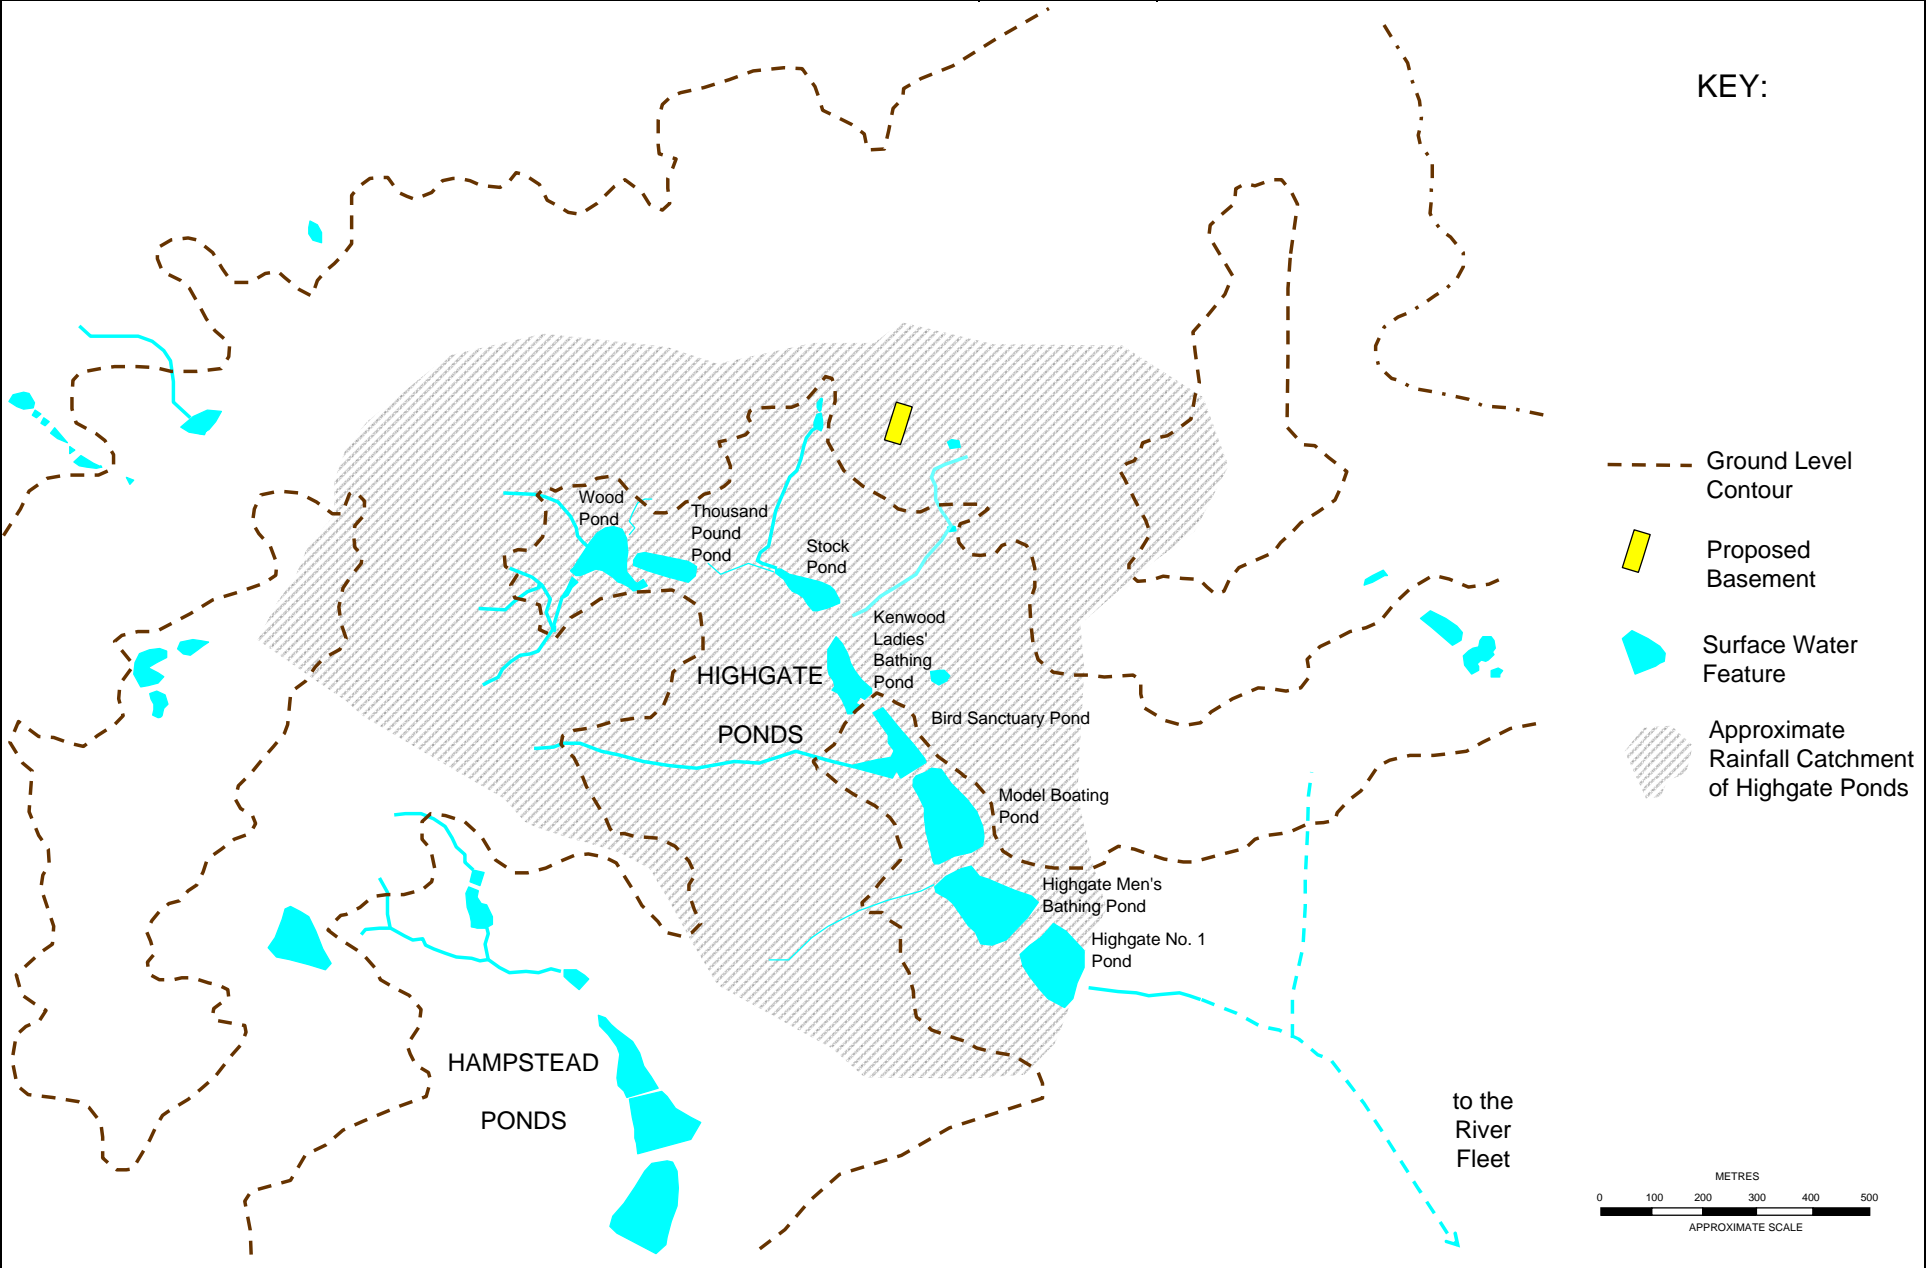 KEY:
Ground Level
Contour
Proposed
Basement
Surface Water
Feature
Approximate
Rainfall Catchment
of Highgate Ponds
Wood
Pond
Thousand
Pound
Pond
Stock
Pond
Kenwood
Ladies'
Bathing
Pond
HIGHGATE
PONDS
Bird Sanctuary Pond
Model Boating
Pond
Highgate Men's
Bathing Pond
Highgate No. 1
Pond
HAMPSTEAD
PONDS
to the
River
Fleet
METRES
0 100 200 300 400 500
APPROXIMATE SCALE